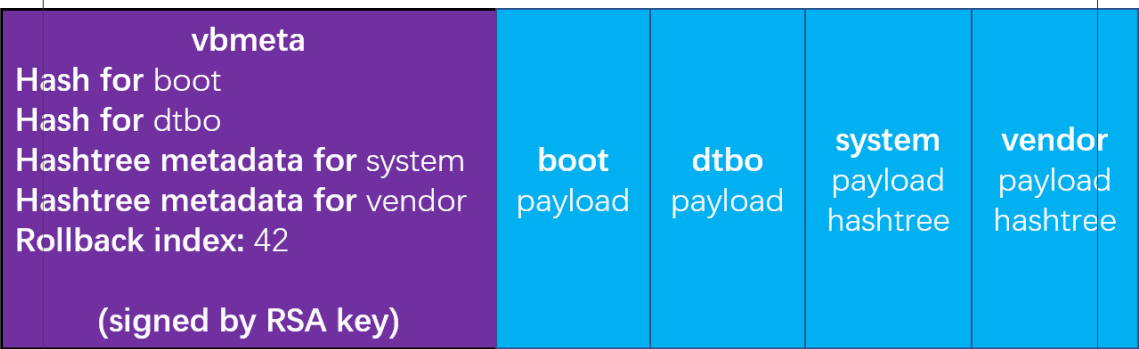 vbmeta
Hash for boot
Hash for dtbo
Hashtree metadata for system
Hashtree metadata for vendor
Rollback index: 42
(signed by RSA key)
boot
payload
dtbo
payload
system
payload
hashtree
vendor
payload
hashtree